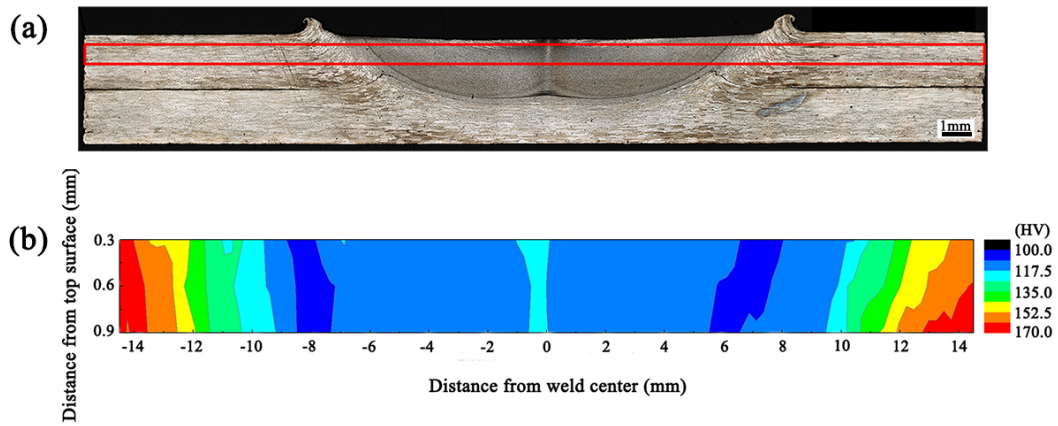 (a)
1mm
(b)
Distance from top surface (mm)
0.3
0.6
0.9
-14 -12 -10 -8 -6 -4 -2 0 2 4 6 8 10 12 14
Distance from weld center (mm)
(HV)
100.0
117.5
135.0
152.5
170.0